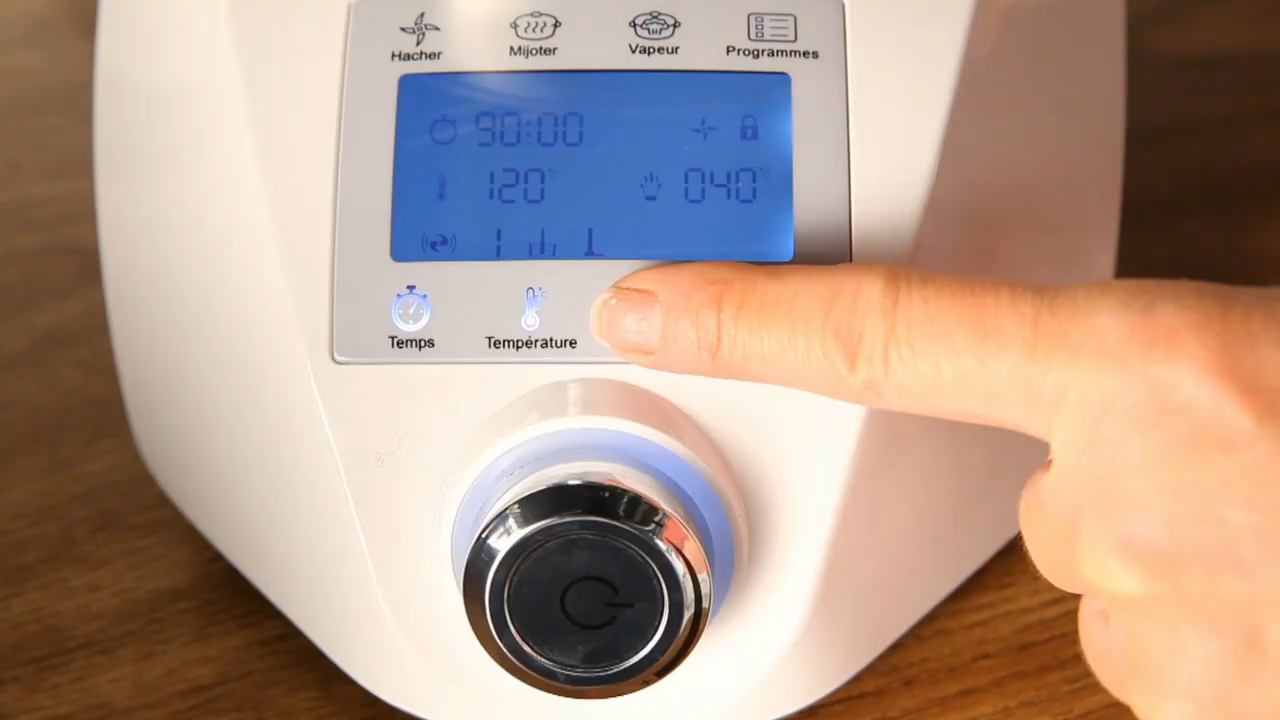 Hacher
Mijoter
Vapeur
Programmes
90:00
120°C
040°C
Temps
Température